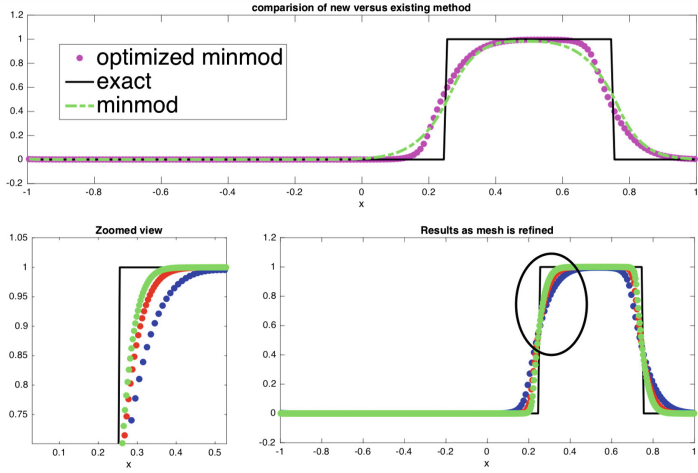 comparision of new versus existing method
1.2
1
0.8
0.6
0.4
0.2
0
-0.2
optimized minmod
exact
minmod
-1 -0.8 -0.6 -0.4 -0.2 0 0.2 0.4 0.6 0.8 1
x
Zoomed view
1.05
1
0.95
0.9
0.85
0.8
0.75
0.1 0.2 0.3 0.4 0.5
x
Results as mesh is refined
1.2
1
0.8
0.6
0.4
0.2
0
-0.2
-1 -0.8 -0.6 -0.4 -0.2 0 0.2 0.4 0.6 0.8 1
x